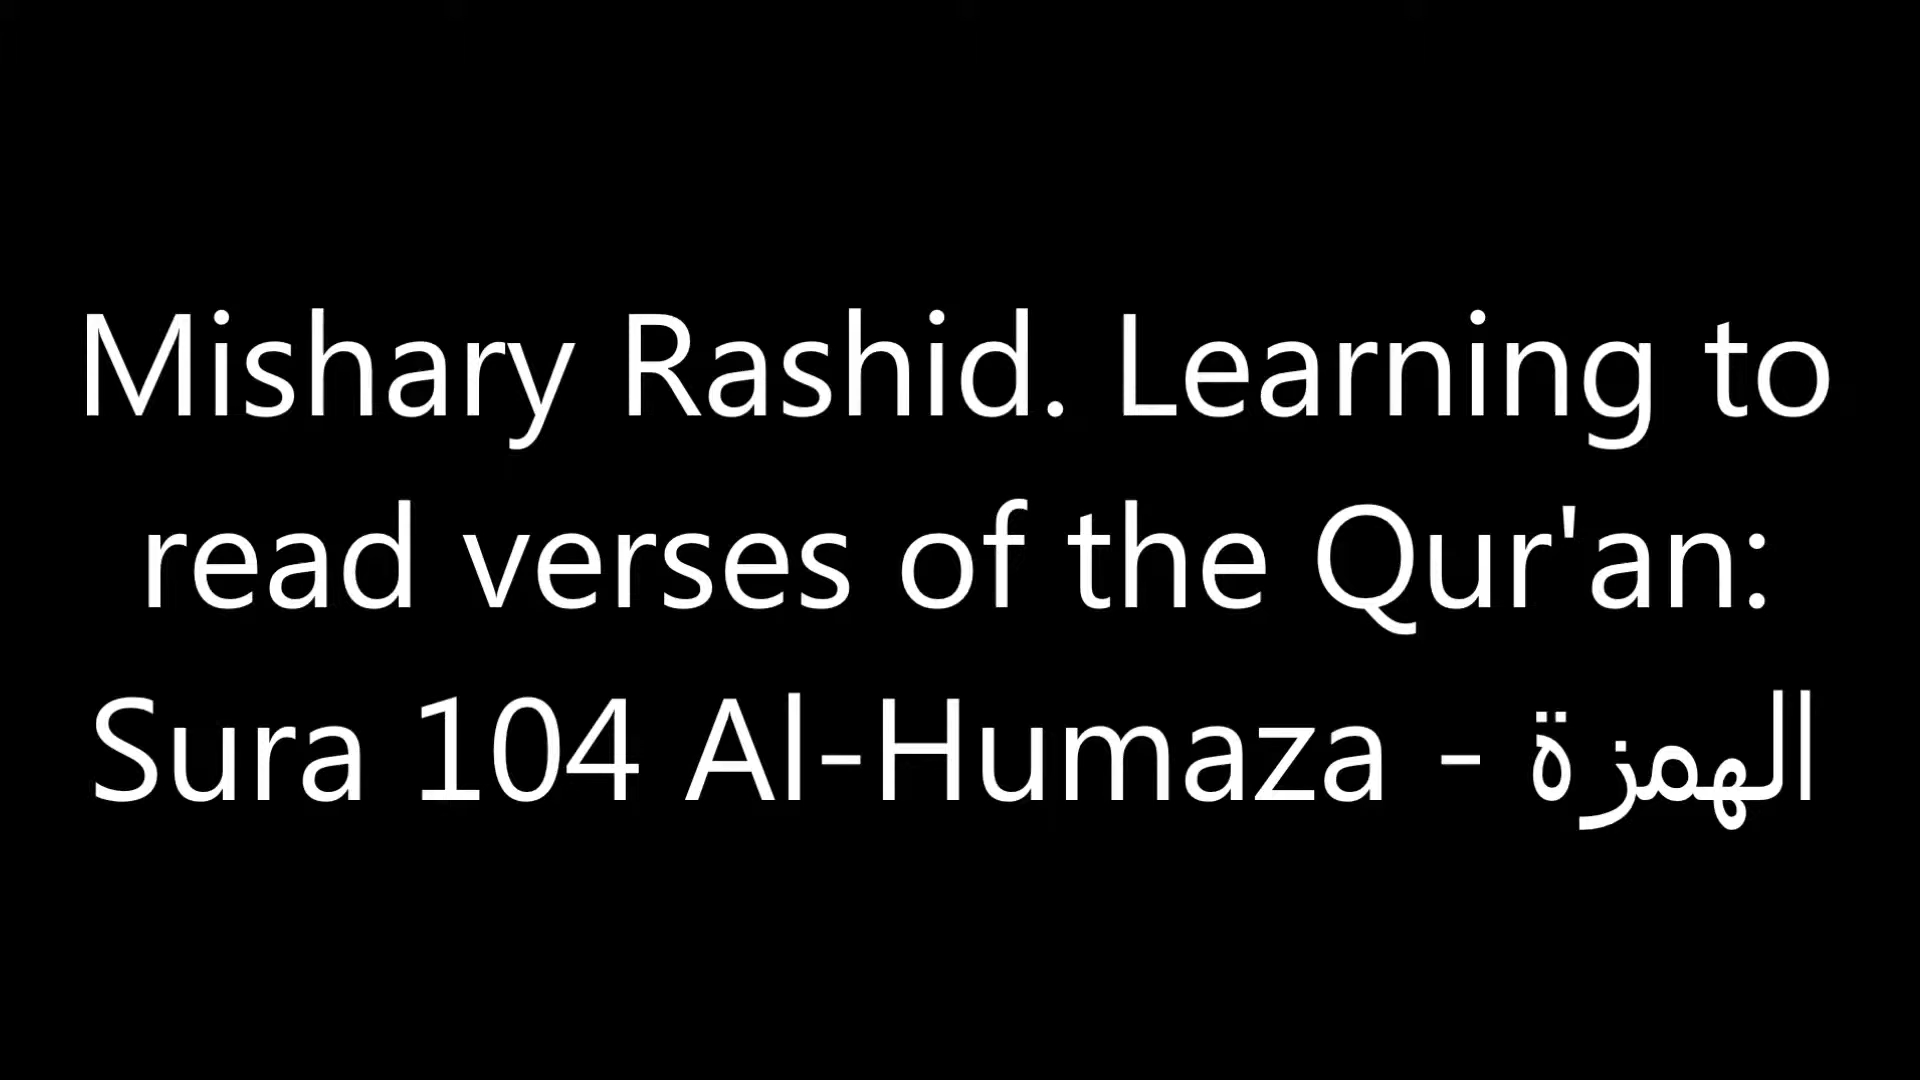 Mishary Rashid. Learning to
read verses of the Qur'an:
Sura 104 Al-Humaza - الهمزة